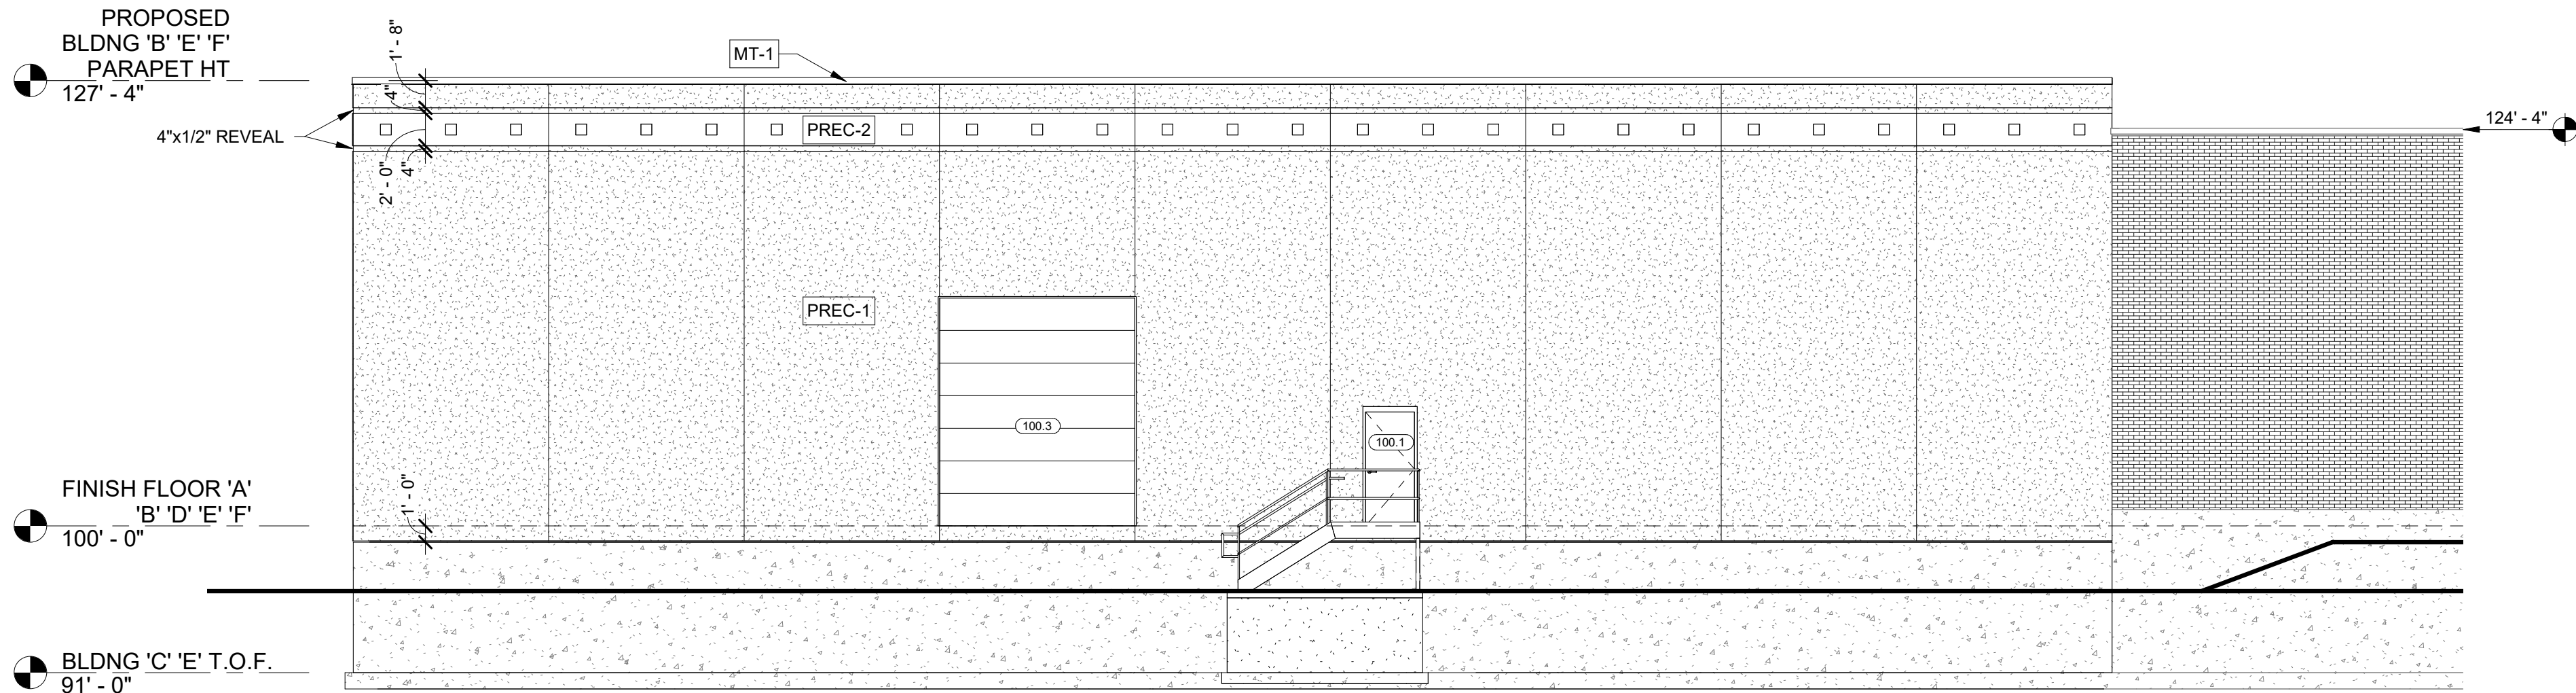 PROPOSED
BLDNG 'B' 'E' 'F'
PARAPET HT
127' - 4"
1' - 8"
4"
MT-1
4"x1/2" REVEAL
PREC-2
124' - 4"
2' - 0"
4"
PREC-1
100.3
100.1
FINISH FLOOR 'A'
'B' 'D' 'E' 'F'
100' - 0"
1' - 0"
BLDNG 'C' 'E' T.O.F.
91' - 0"